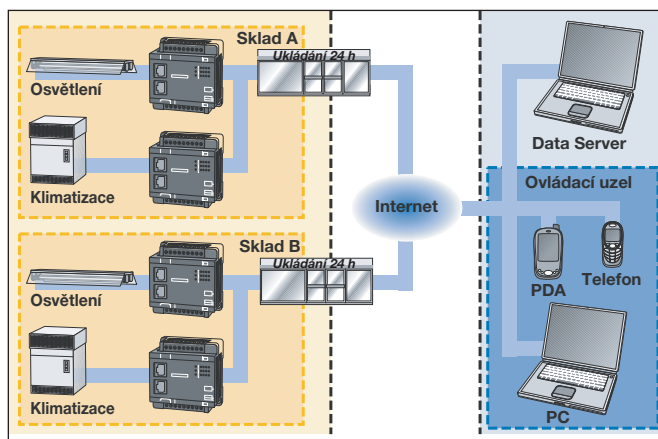 Sklad A
Ukládání 24 h
Osvětlení
Klimatizace
Sklad B
Ukládání 24 h
Osvětlení
Klimatizace
Internet
Data Server
Ovládací uzel
PDA
Telefon
PC